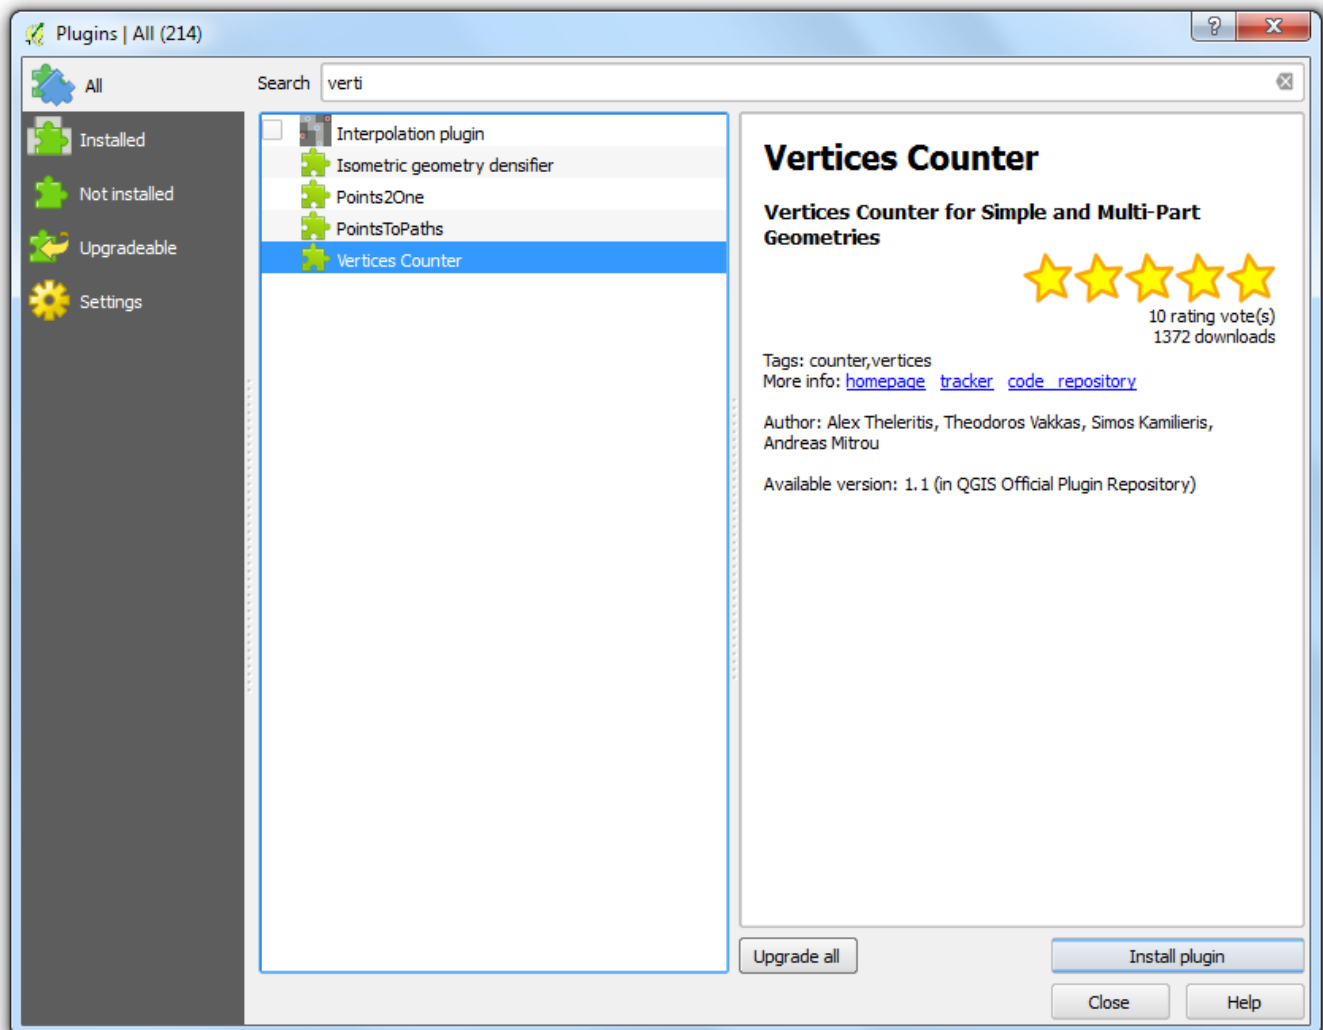 Plugins | All (214)
?
X
All
Installed
Not installed
Upgradeable
Settings
Search verti
Interpolation plugin
Isometric geometry densifier
Points2One
PointsToPaths
Vertices Counter
Vertices Counter
Vertices Counter for Simple and Multi-Part
Geometries
10 rating vote(s)
1372 downloads
Tags: counter,vertices
More info: homepage tracker code repository
Author: Alex Theleritis, Theodoros Vakkas, Simos Kamilieris,
Andreas Mitrou
Available version: 1.1 (in QGIS Official Plugin Repository)
Upgrade all
Install plugin
Close
Help